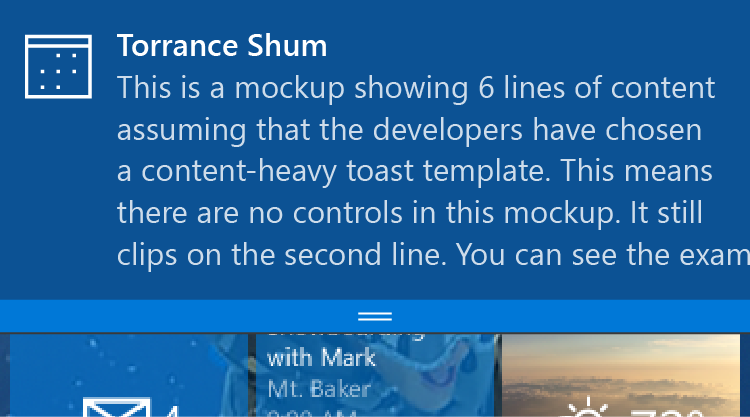 Torrance Shum
This is a mockup showing 6 lines of content
assuming that the developers have chosen
a content-heavy toast template. This means
there are no controls in this mockup. It still
clips on the second line. You can see the exam
with Mark
Mt. Baker